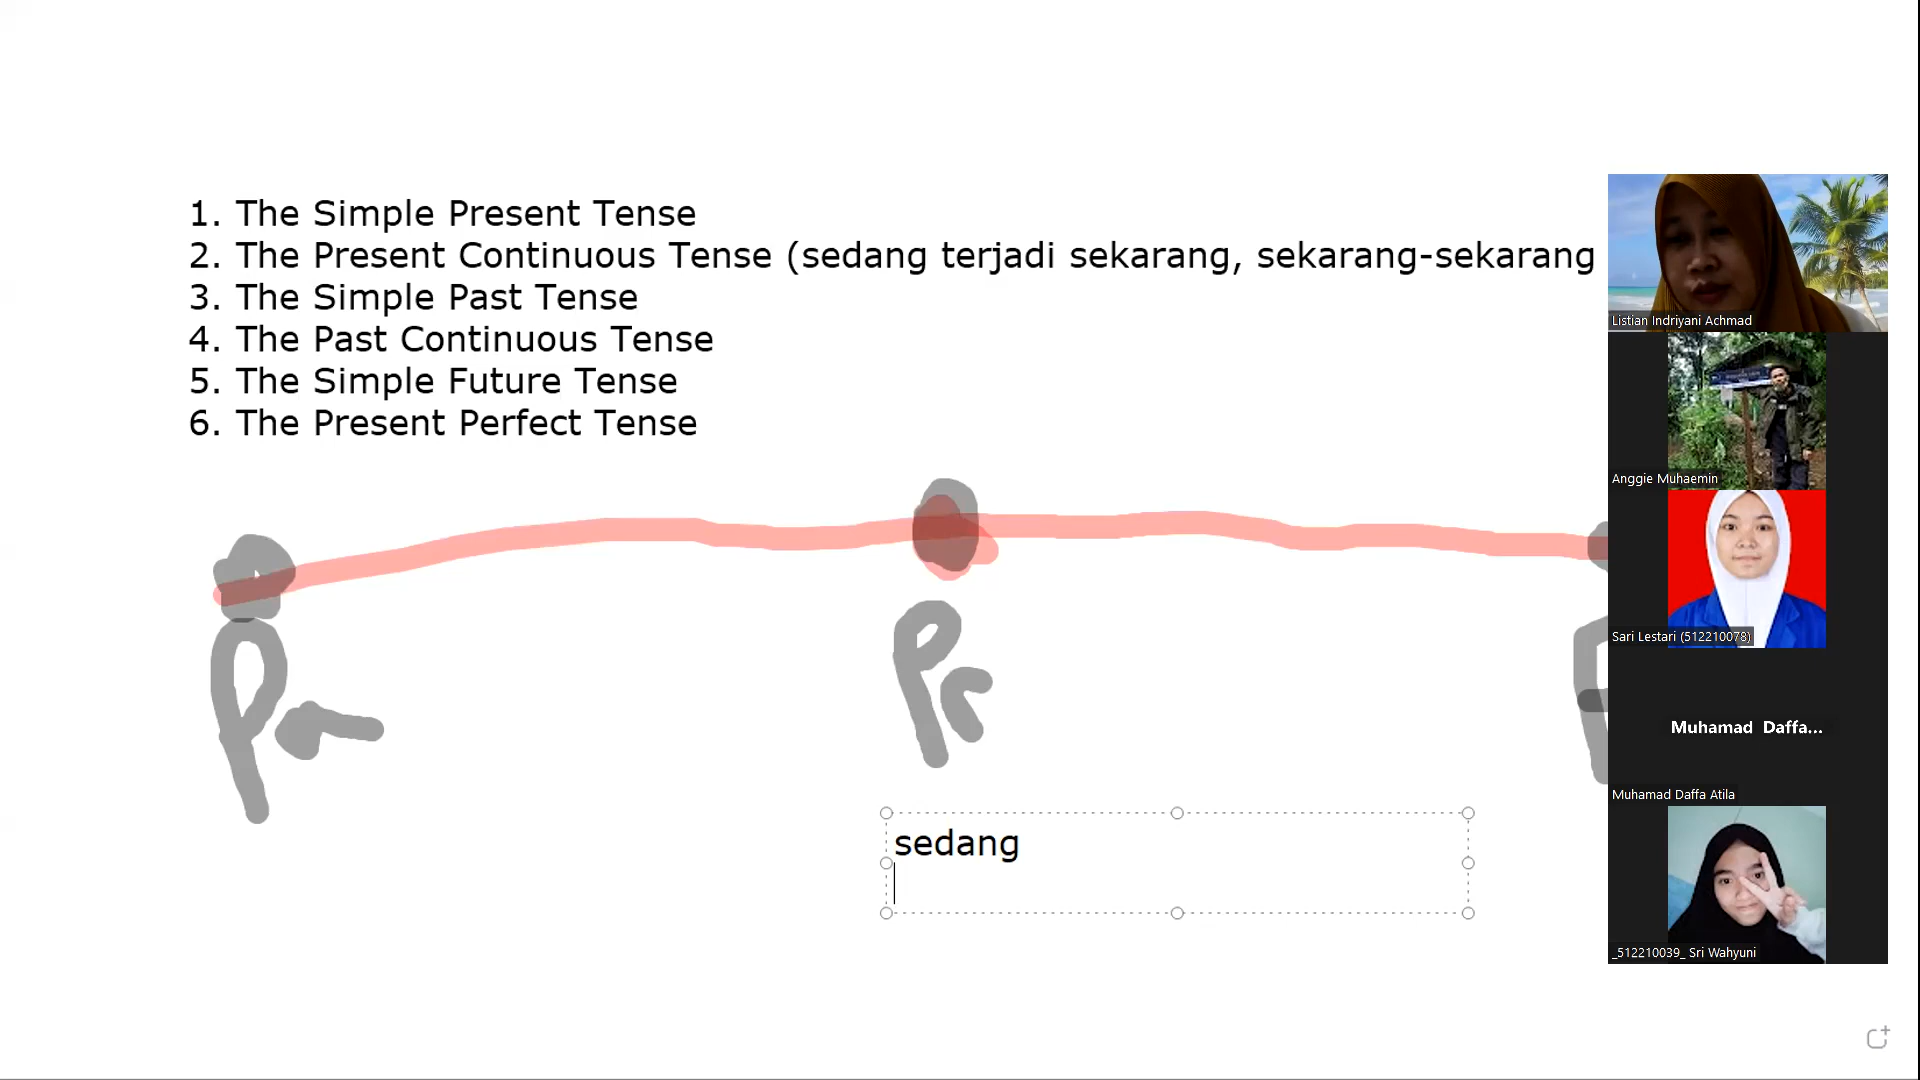 1. The Simple Present Tense
2. The Present Continuous Tense (sedang terjadi sekarang, sekarang-sekarang
3. The Simple Past Tense
4. The Past Continuous Tense
5. The Simple Future Tense
6. The Present Perfect Tense
Pa
Pr
sedang
Listian Indriyani Achmad
Anggie Muhaemin
Sari Lestari (512210078)
Muhamad Daffa...
Muhamad Daffa Atila
_512210039_ Sri Wahyuni